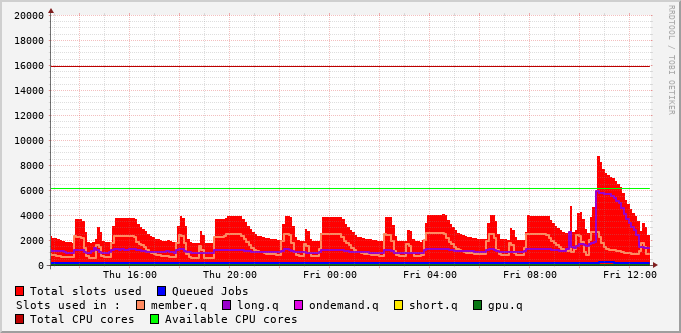 20000
18000
16000
14000
12000
10000
8000
6000
4000
2000
0
Thu 16:00 Thu 20:00 Fri 00:00 Fri 04:00 Fri 08:00 Fri 12:00
RRDTOOL / TOBI OETIKER
Total slots used Queued Jobs
Slots used in : member.q long.q ondemand.q short.q gpu.q
Total CPU cores Available CPU cores